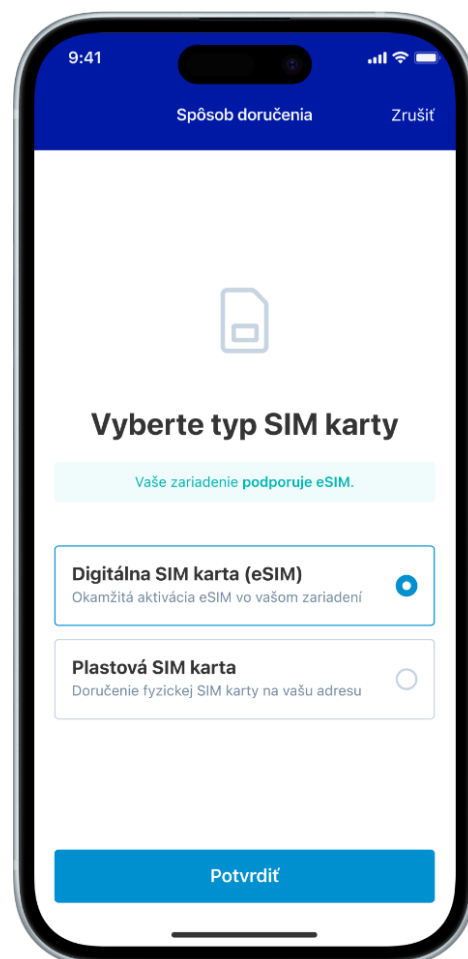 9:41
Spôsob doručenia
Zrušiť
Vyberte typ SIM karty
Vaše zariadenie podporuje eSIM.
Digitálna SIM karta (eSIM)
Okamžitá aktivácia eSIM vo vašom zariadení
Plastová SIM karta
Doručenie fyzickej SIM karty na vašu adresu
Potvrdiť